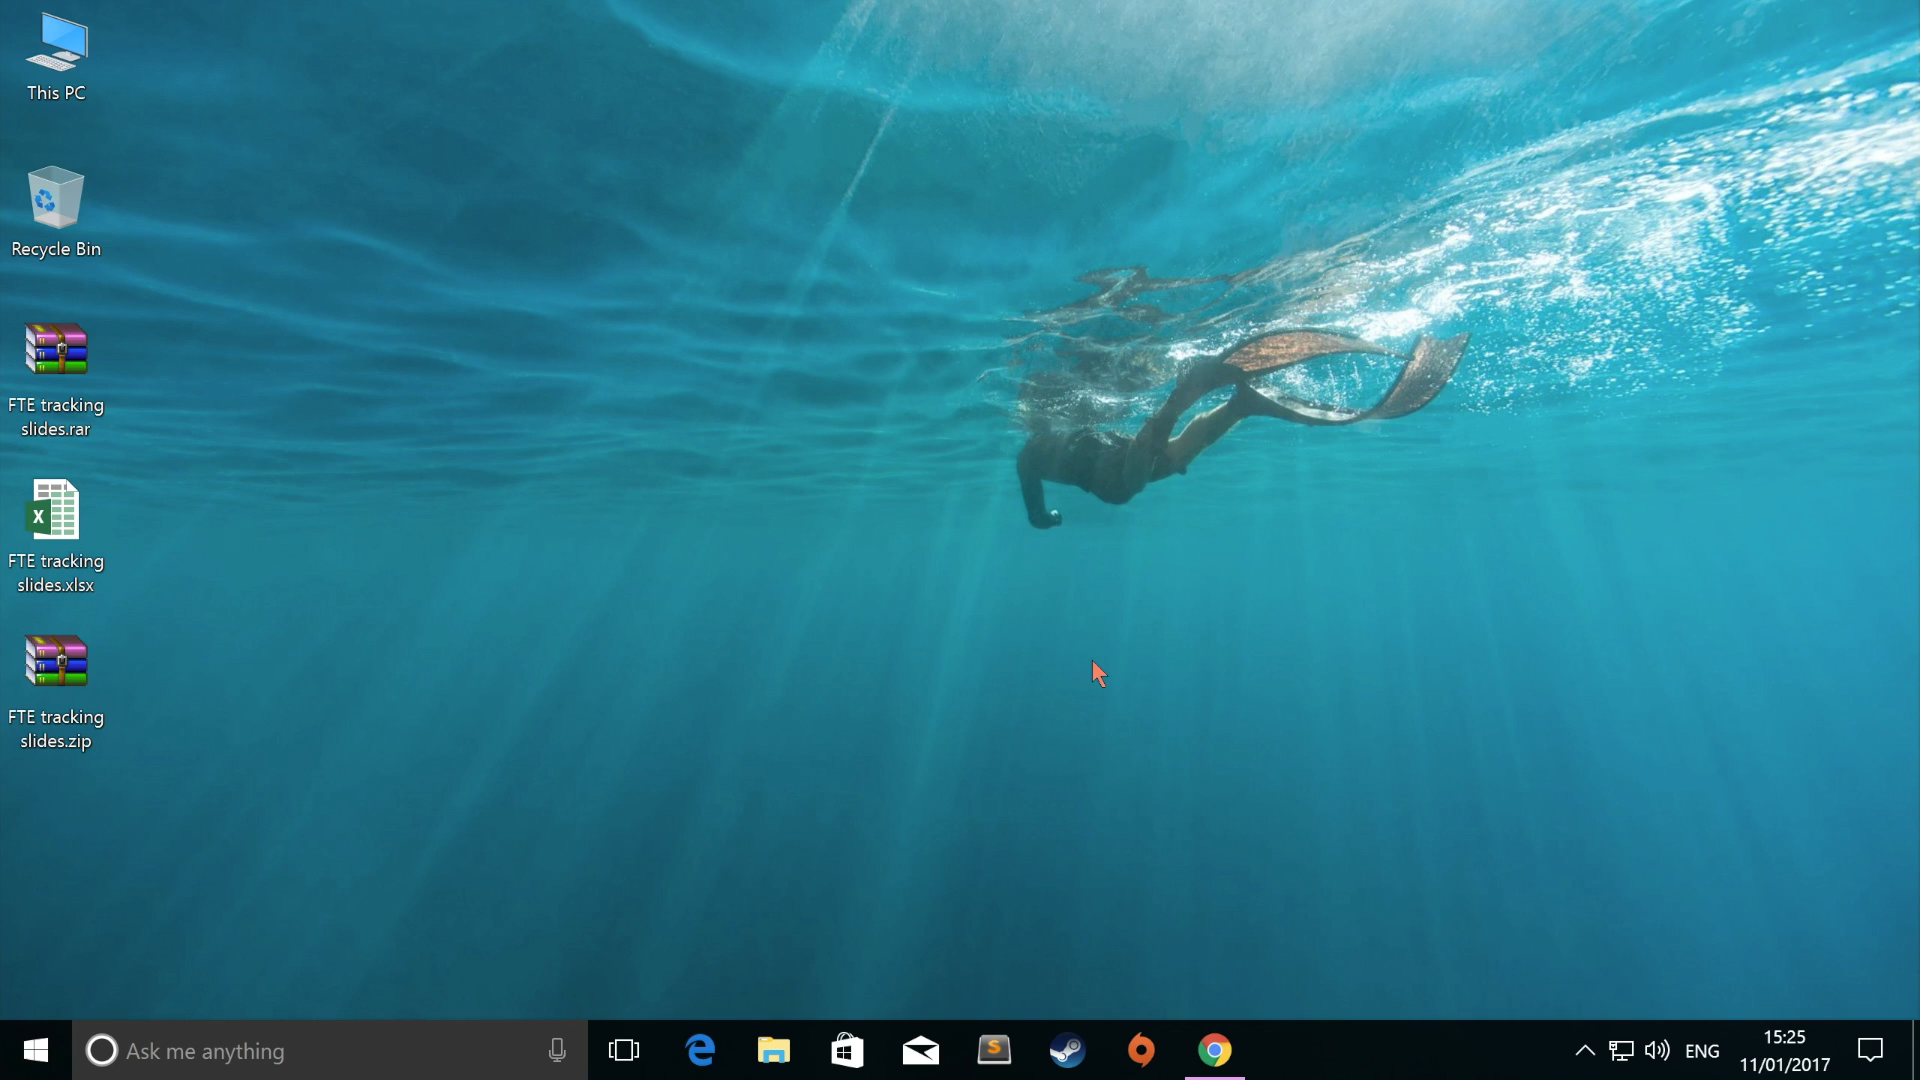 This PC
Recycle Bin
FTE tracking
slides.rar
FTE tracking
slides.xlsx
FTE tracking
slides.zip
Ask me anything
ENG
15:25
11/01/2017